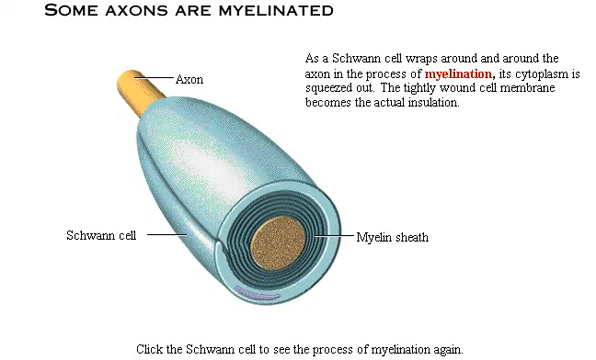 SOME AXONS ARE MYELINATED
As a Schwann cell wraps around and around the
axon in the process of myelination, its cytoplasm is
squeezed out. The tightly wound cell membrane
becomes the actual insulation.
Axon
Schwann cell
Myelin sheath
Click the Schwann cell to see the process of myelination again.